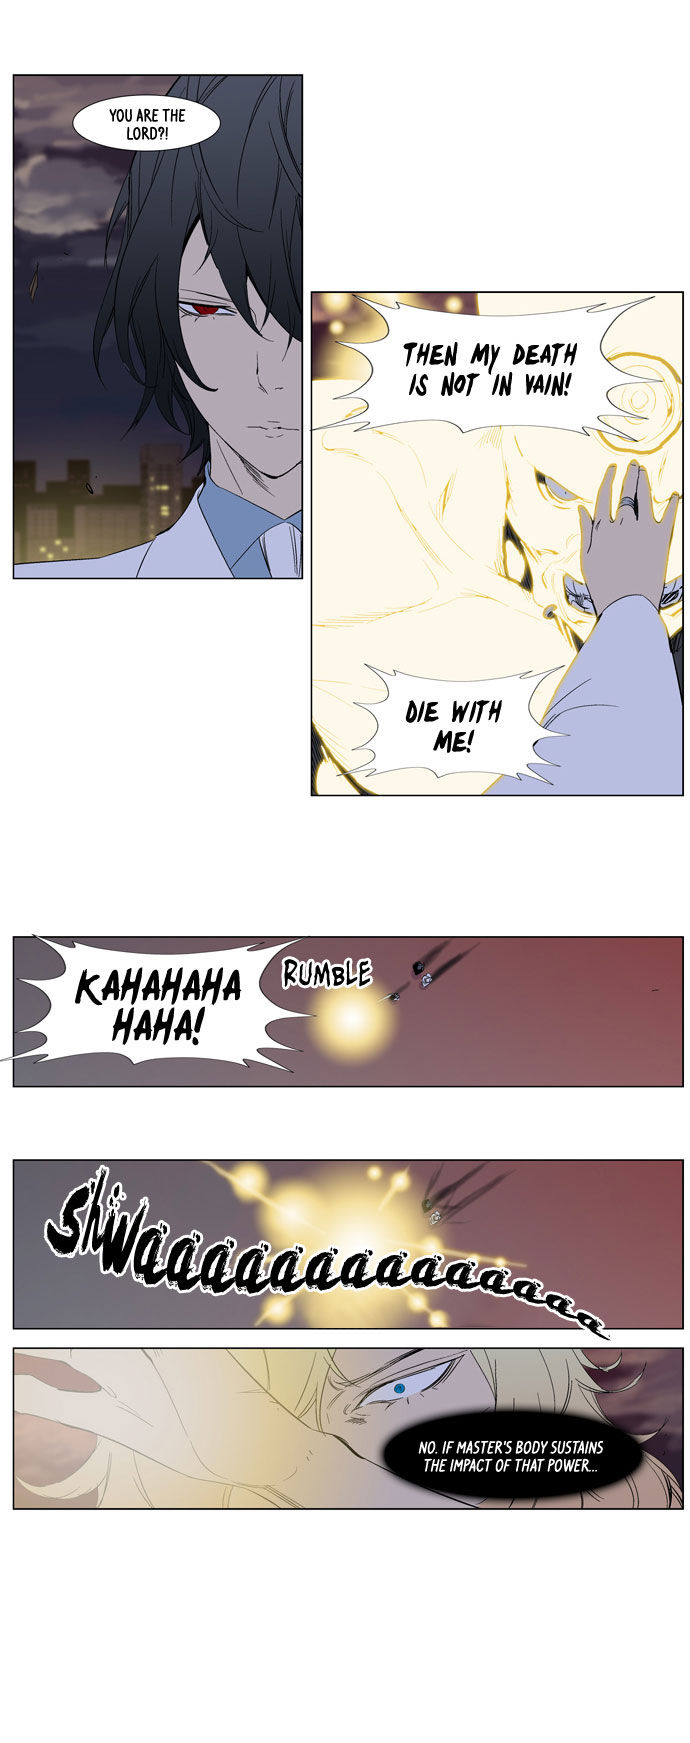 YOU ARE THE
LORD?!
THEN MY DEATH
IS NOT IN VAIN!
DIE WITH
ME!
KAHAHAHA
HAHA!
RUMBLE
Shwaaaaaaaaaaaaaaaa
NO. IF MASTER'S BODY SUSTAINS
THE IMPACT OF THAT POWER...